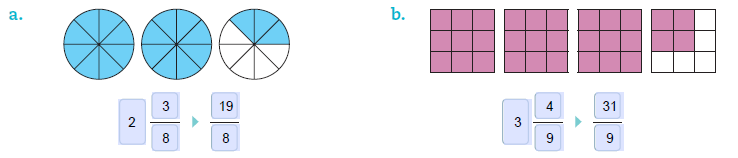 a.
2 3/8 ▶ 19/8
b.
3 4/9 ▶ 31/9